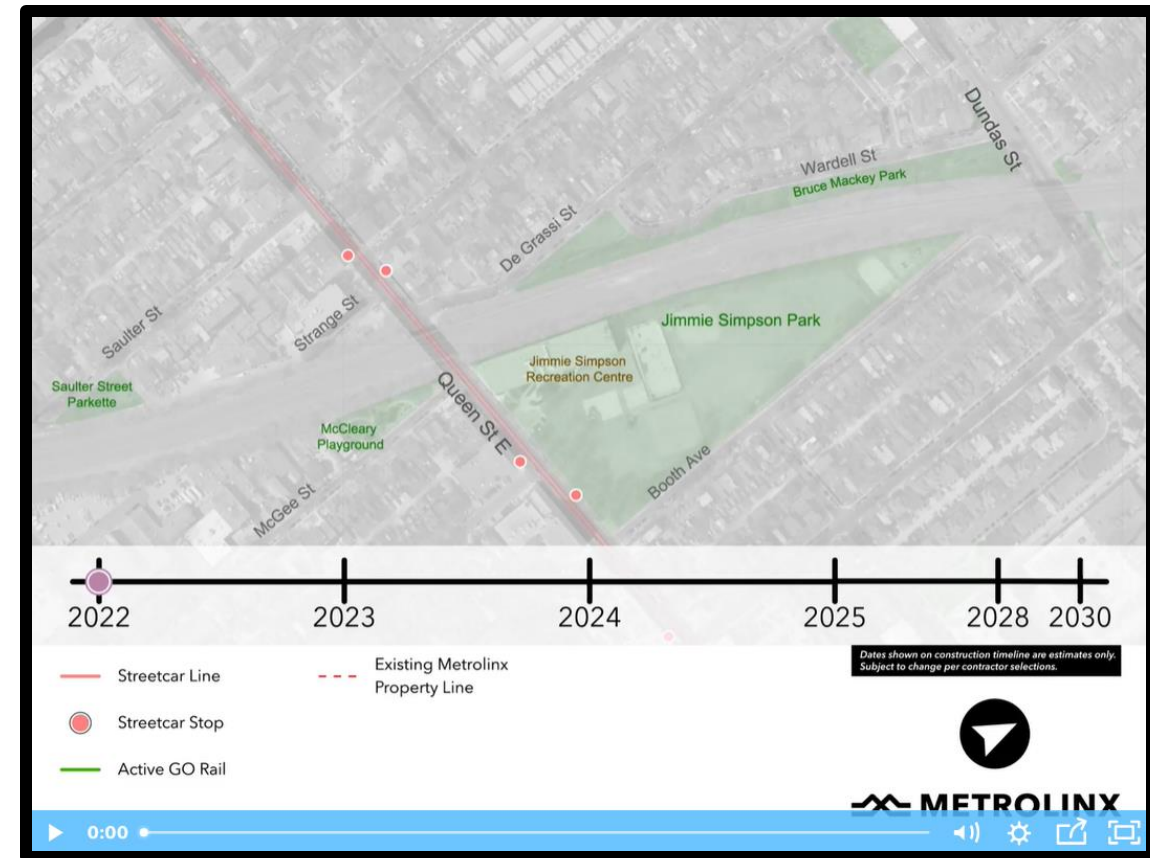 Dundas St
Wardell St
Bruce Mackey Park
De Grassi St
Saulter St
Strange St
Jimmie Simpson Park
Jimmie Simpson
Recreation Centre
Saulter Street
Parkette
Queen St E
McCleary
Playground
Booth Ave
McGee St
2022
2023
2024
2025
2028
2030
Streetcar Line
Existing Metrolinx
Property Line
Dates shown on construction timeline are estimates only.
Subject to change per contractor selections.
Streetcar Stop
Active GO Rail
METROLINX
0:00